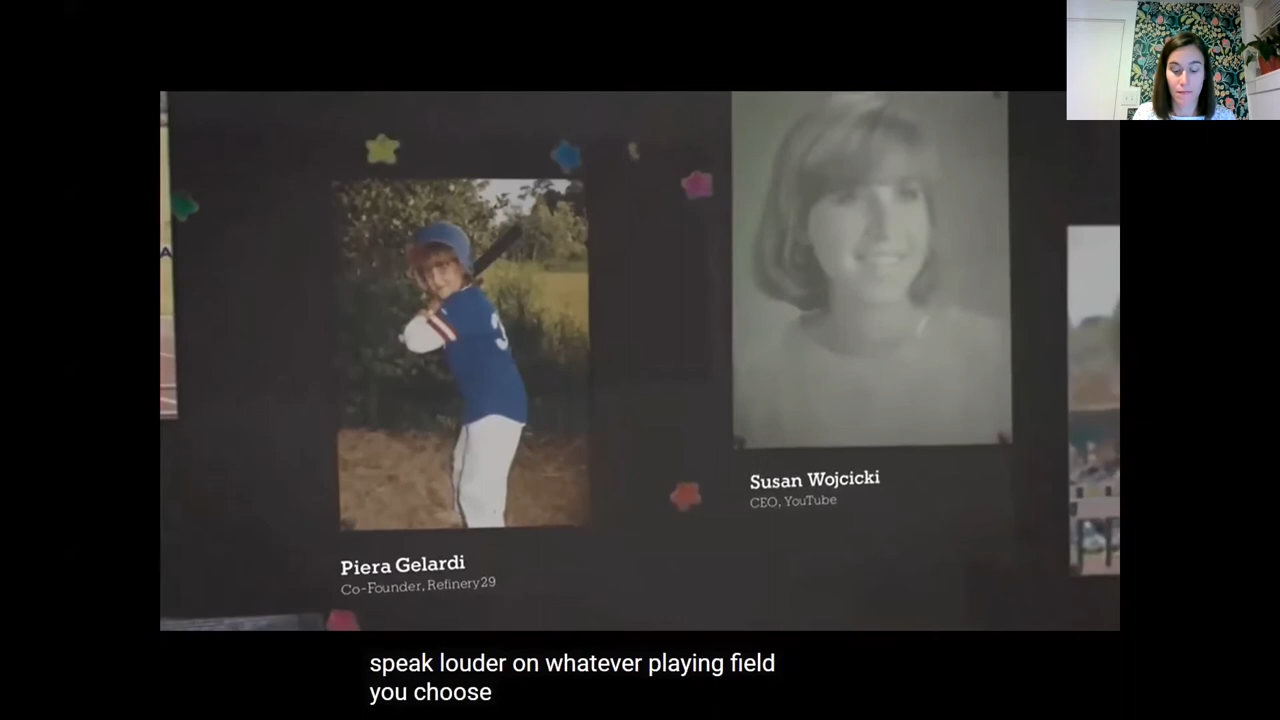 Piera Gelardi
Co-Founder, Refinery29
Susan Wojcicki
CEO, YouTube
speak louder on whatever playing field
you choose